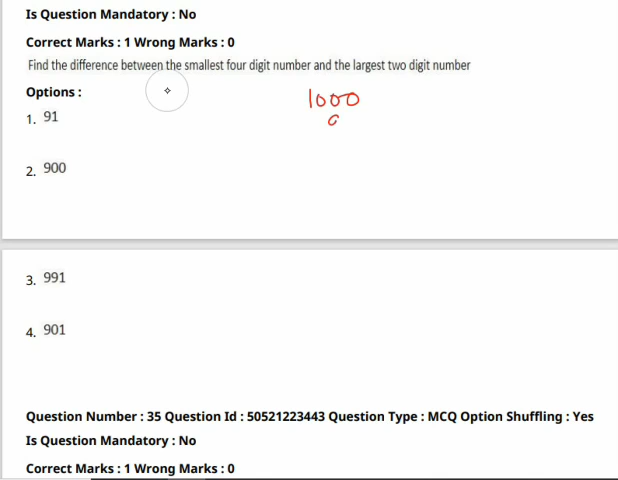 Is Question Mandatory : No
Correct Marks : 1 Wrong Marks : 0
Find the difference between the smallest four digit number and the largest two digit number
Options :
1000
1. 91
2. 900
3. 991
4. 901
Question Number : 35 Question Id : 50521223443 Question Type : MCQ Option Shuffling : Yes
Is Question Mandatory : No
Correct Marks : 1 Wrong Marks : 0